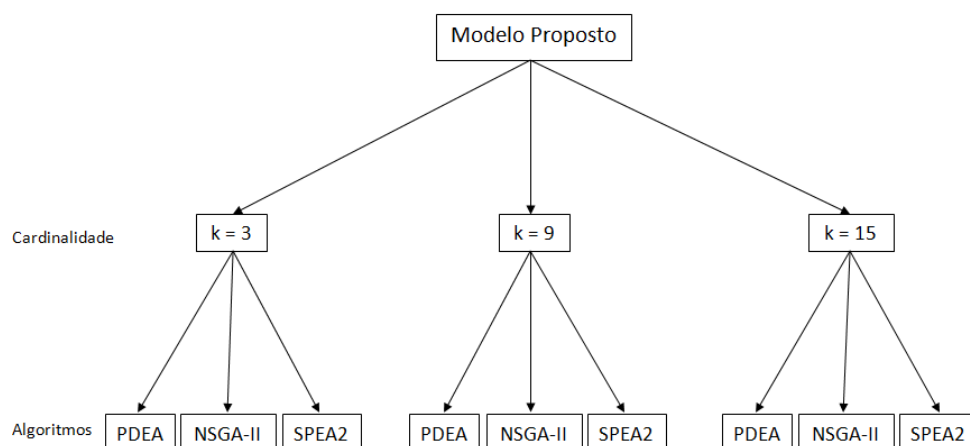 Modelo Proposto
Cardinalidade k = 3 k = 9 k = 15
Algoritmos PDEA NSGA-II SPEA2 PDEA NSGA-II SPEA2 PDEA NSGA-II SPEA2